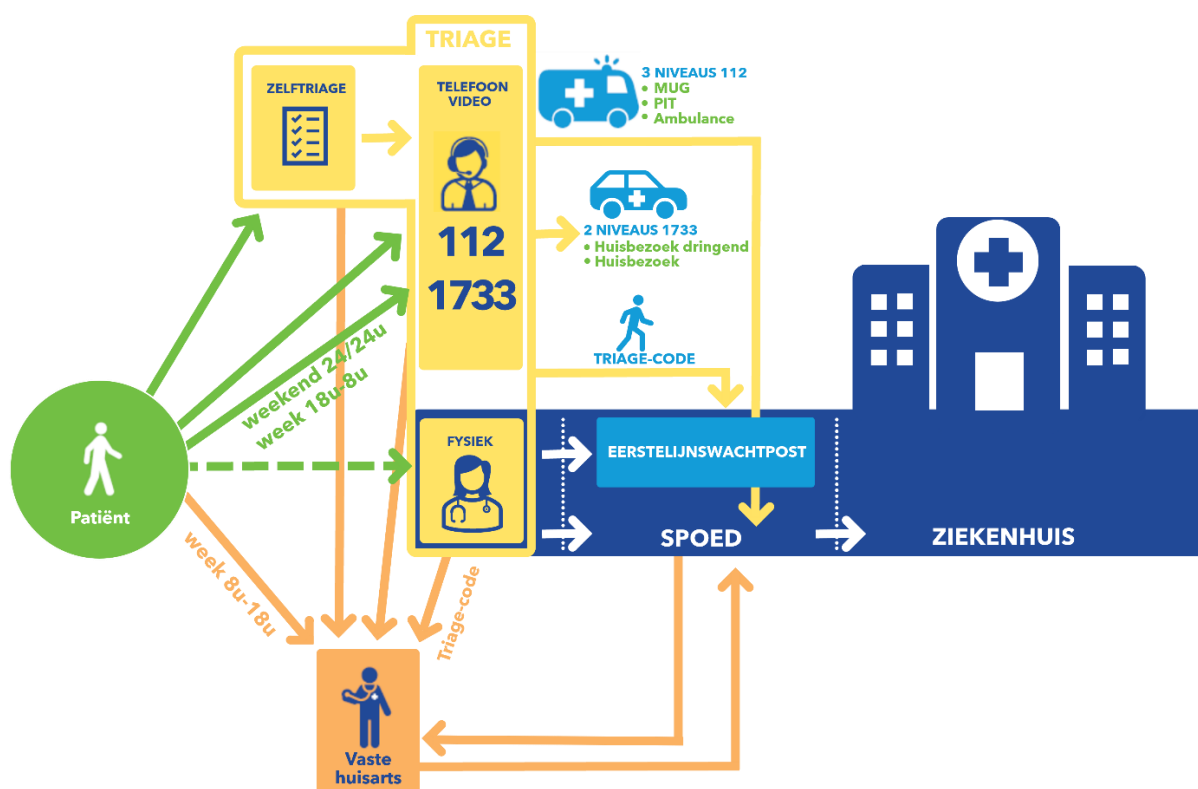 TRIAGE
ZELFTRIAGE
TELEFOON
VIDEO
112
1733
3 NIVEAUS 112
• MUG
• PIT
• Ambulance
2 NIVEAUS 1733
• Huisbezoek dringend
• Huisbezoek
TRIAGE-CODE
weekend 24/24u
week 18u-8u
Patiënt
FYSIEK
EERSTELIJNSWACHTPOST
SPOED
ZIEKENHUIS
week 8u-18u
Triage-code
Vaste
huisarts